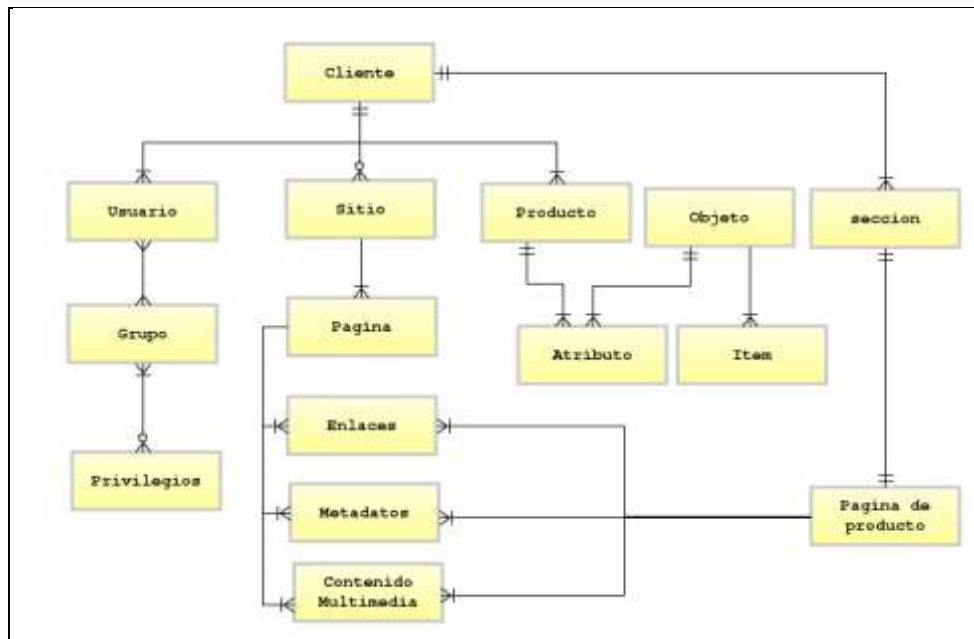 Cliente
Usuario
Sitio
Producto
Objeto
seccion
Grupo
Pagina
Atributo
Item
Enlaces
Privilegios
Metadatos
Pagina de
producto
Contenido
Multimedia